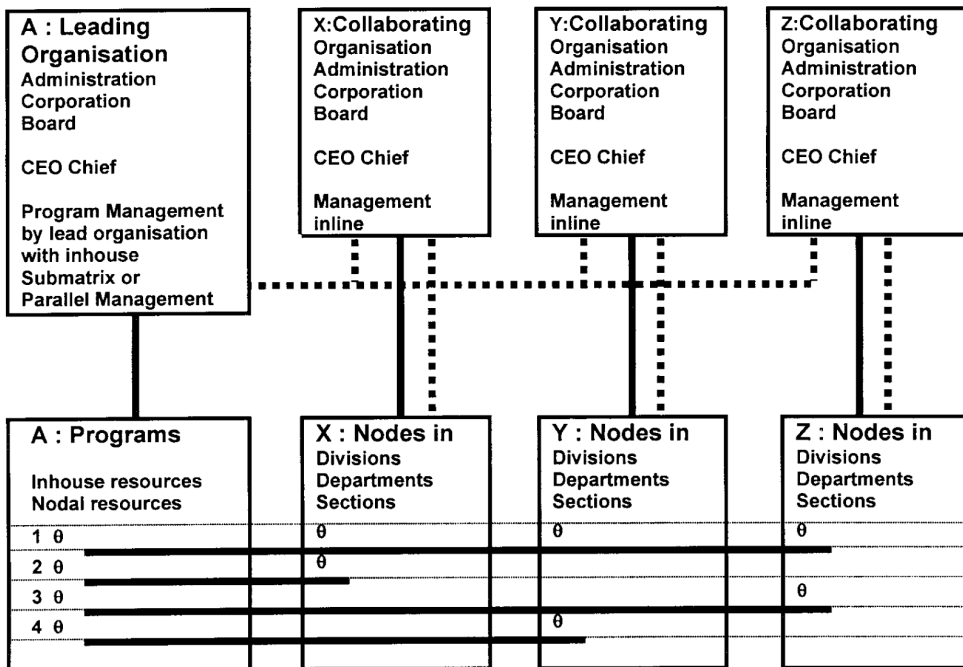 A : Leading
Organisation
Administration
Corporation
Board
CEO Chief
Program Management
by lead organisation
with inhouse
Submatrix or
Parallel Management
X:Collaborating
Organisation
Administration
Corporation
Board
CEO Chief
Management
inline
Y:Collaborating
Organisation
Administration
Corporation
Board
CEO Chief
Management
inline
Z:Collaborating
Organisation
Administration
Corporation
Board
CEO Chief
Management
inline
A : Programs
Inhouse resources
Nodal resources
X : Nodes in
Divisions
Departments
Sections
Y : Nodes in
Divisions
Departments
Sections
Z : Nodes in
Divisions
Departments
Sections
1 θ θ θ θ
2 θ θ
3 θ θ
4 θ θ